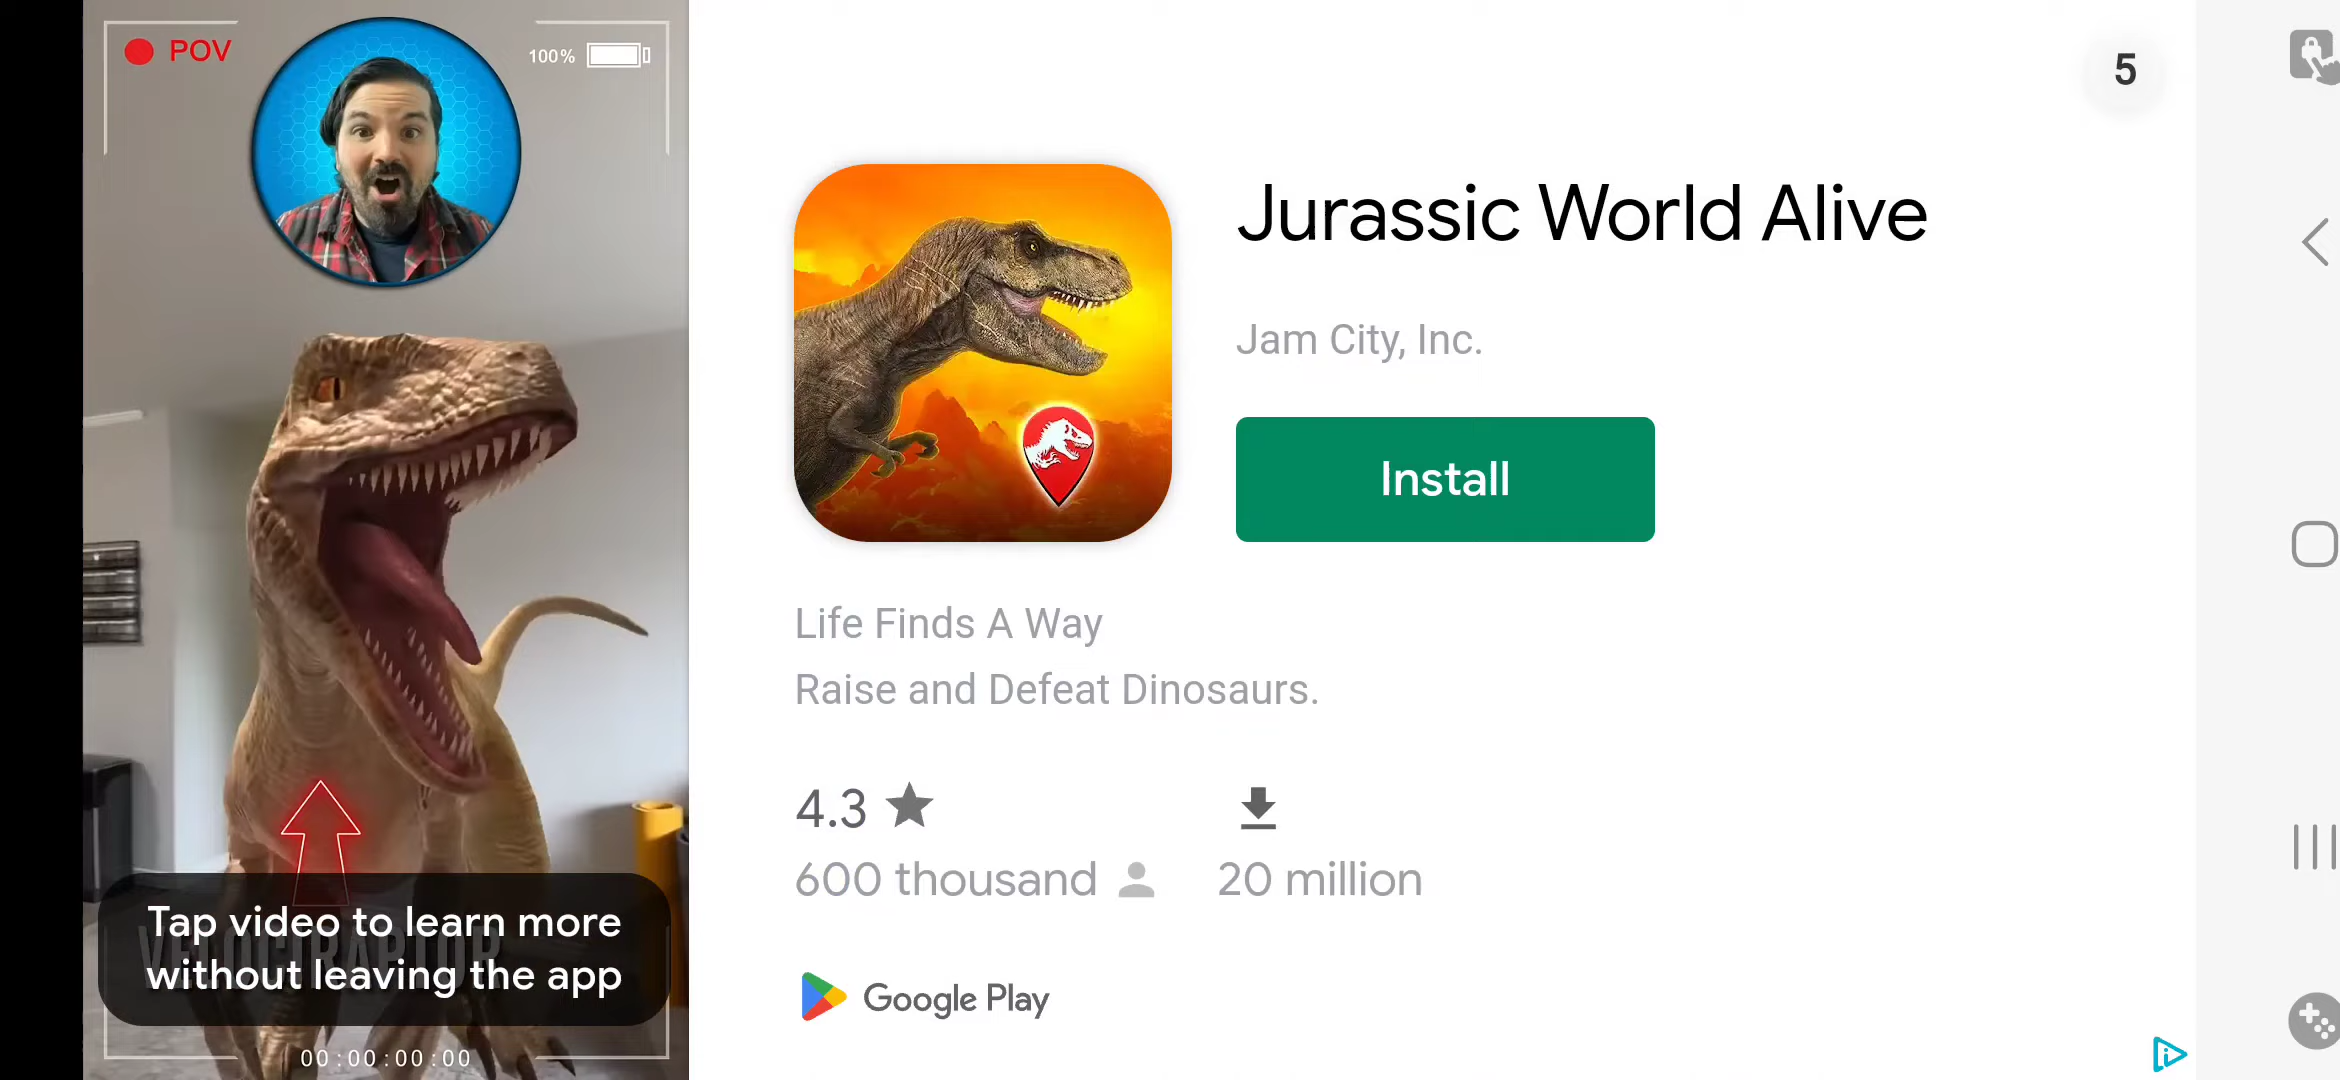 POV
100%
5
Jurassic World Alive
Jam City, Inc.
Install
Life Finds A Way
Raise and Defeat Dinosaurs.
4.3
600 thousand
20 million
VELOCIRAPTOR
Tap video to learn more
without leaving the app
Google Play
00:00:00:00